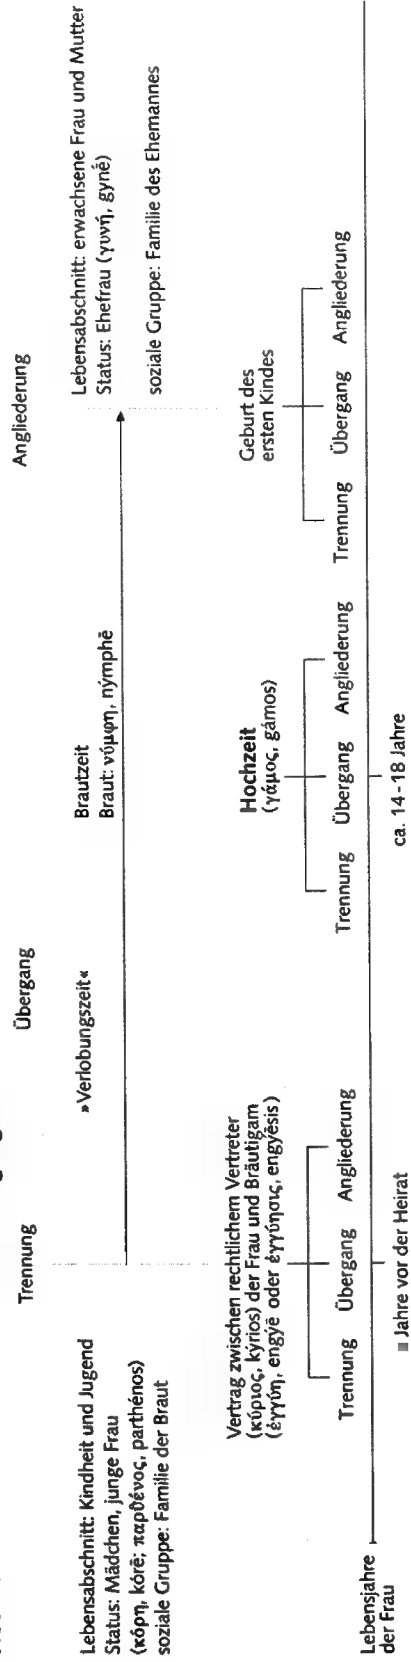 Trennung
Übergang
Angliederung
Lebensabschnitt: Kindheit und Jugend
Status: Mädchen, junge Frau
(κόρη, kórē; παρθένος, parthénos)
soziale Gruppe: Familie der Braut
»Verlobungszeit«
Brautzeit
Braut: νύμφη, nýmphē
Lebensabschnitt: erwachsene Frau und Mutter
Status: Ehefrau (γυνή, gynḗ)
soziale Gruppe: Familie des Ehemannes
Vertrag zwischen rechtlichem Vertreter
(κύριος, kýrios) der Frau und Bräutigam
(ἐγγύη, engýē oder ἐγγύησις, engýēsis)
Trennung Übergang Angliederung
Hochzeit
(γάμος, gámos)
Trennung Übergang Angliederung
Geburt des
ersten Kindes
Trennung Übergang Angliederung
Lebensjahre
der Frau
Jahre vor der Heirat
ca. 14-18 Jahre